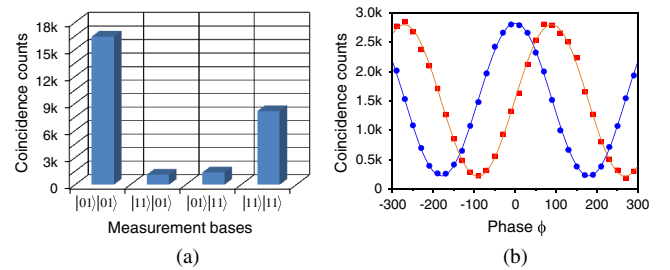 18k
15k
12k
9k
6k
3k
0
Coincidence counts
|01⟩|01⟩ |11⟩|01⟩ |01⟩|11⟩ |11⟩|11⟩
Measurement bases
(a)
3.0k
2.5k
2.0k
1.5k
1.0k
0.5k
0
Coincidence counts
-300 -200 -100 0 100 200 300
Phase ϕ
(b)